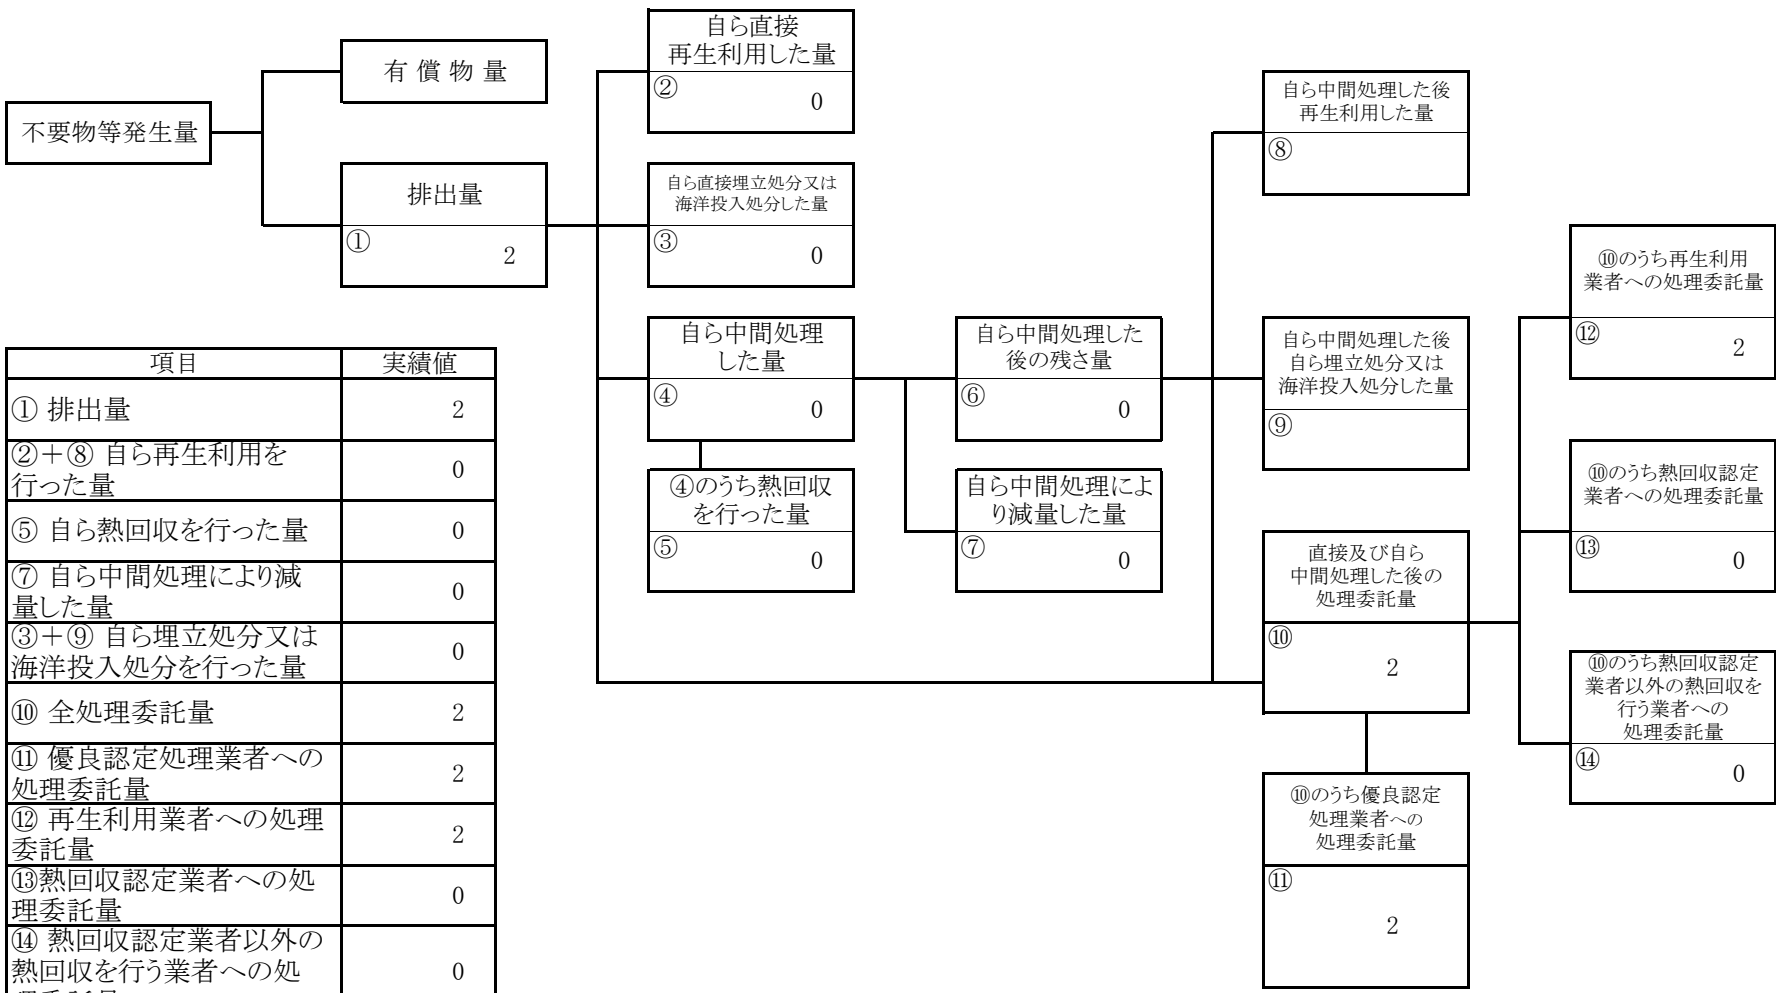 不要物等発生量
有 償 物 量
排出量
①
2
自ら直接
再生利用した量
②
0
自ら直接埋立処分又は
海洋投入処分した量
③
0
自ら中間処理
した量
④
0
④のうち熱回収
を行った量
⑤
0
自ら中間処理した
後の残さ量
⑥
0
自ら中間処理によ
り減量した量
⑦
0
自ら中間処理した後
再生利用した量
⑧
自ら中間処理した後
自ら埋立処分又は
海洋投入処分した量
⑨
直接及び自ら
中間処理した後の
処理委託量
⑩
2
⑩のうち優良認定
処理業者への
処理委託量
⑪
2
⑩のうち再生利用
業者への処理委託量
⑫
2
⑩のうち熱回収認定
業者への処理委託量
⑬
0
⑩のうち熱回収認定
業者以外の熱回収を
行う業者への
処理委託量
⑭
0
項目 実績値
① 排出量 2
②＋⑧ 自ら再生利用を
行った量 0
⑤ 自ら熱回収を行った量 0
⑦ 自ら中間処理により減
量した量 0
③＋⑨ 自ら埋立処分又は
海洋投入処分を行った量 0
⑩ 全処理委託量 2
⑪ 優良認定処理業者への
処理委託量 2
⑫ 再生利用業者への処理
委託量 2
⑬熱回収認定業者への処
理委託量 0
⑭ 熱回収認定業者以外の
熱回収を行う業者への処 0